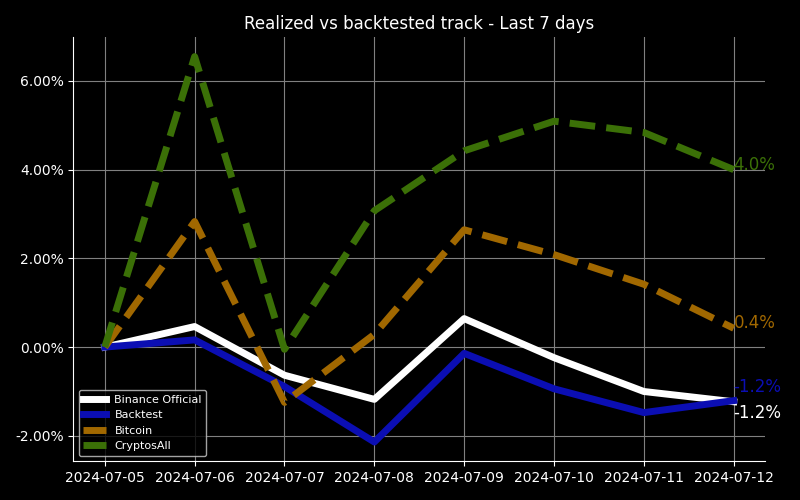 Realized vs backtested track - Last 7 days
6.00%
4.00%
2.00%
0.00%
-2.00%
4.0%
0.4%
-1.2%
-1.2%
Binance Official
Backtest
Bitcoin
CryptosAll
2024-07-05 2024-07-06 2024-07-07 2024-07-08 2024-07-09 2024-07-10 2024-07-11 2024-07-12